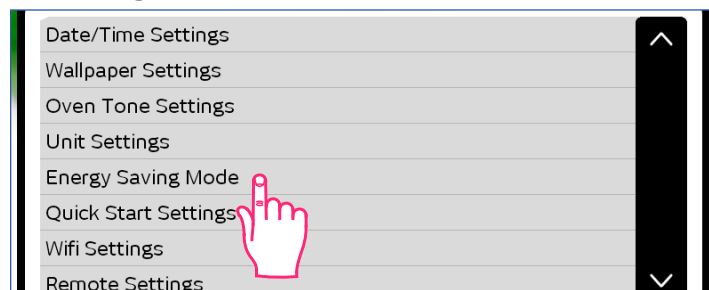 Date/Time Settings
Wallpaper Settings
Oven Tone Settings
Unit Settings
Energy Saving Mode
Quick Start Settings
Wifi Settings
Remote Settings